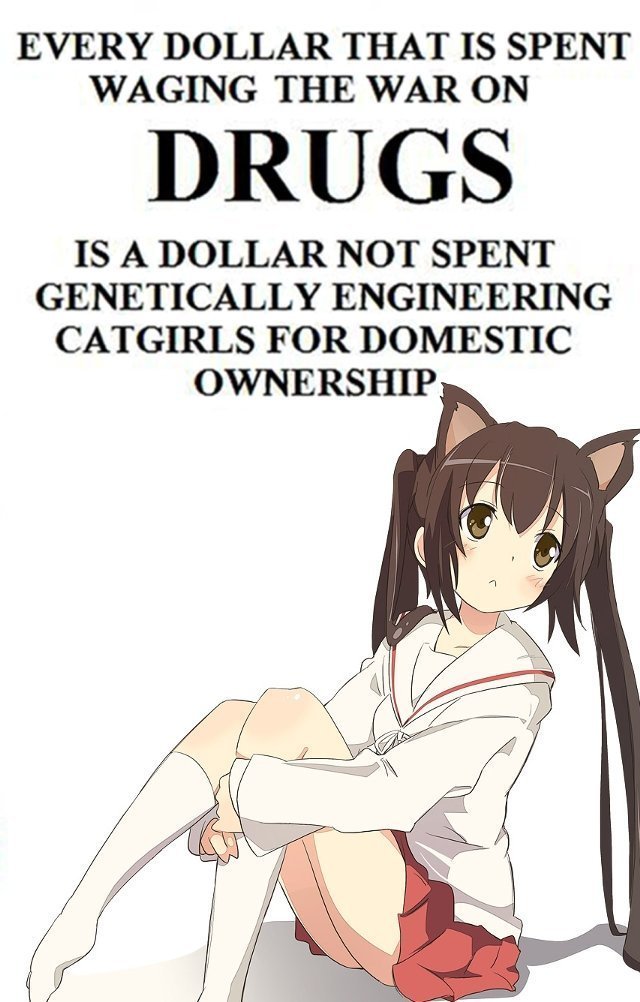 EVERY DOLLAR THAT IS SPENT
WAGING THE WAR ON
DRUGS
IS A DOLLAR NOT SPENT
GENETICALLY ENGINEERING
CATGIRLS FOR DOMESTIC
OWNERSHIP